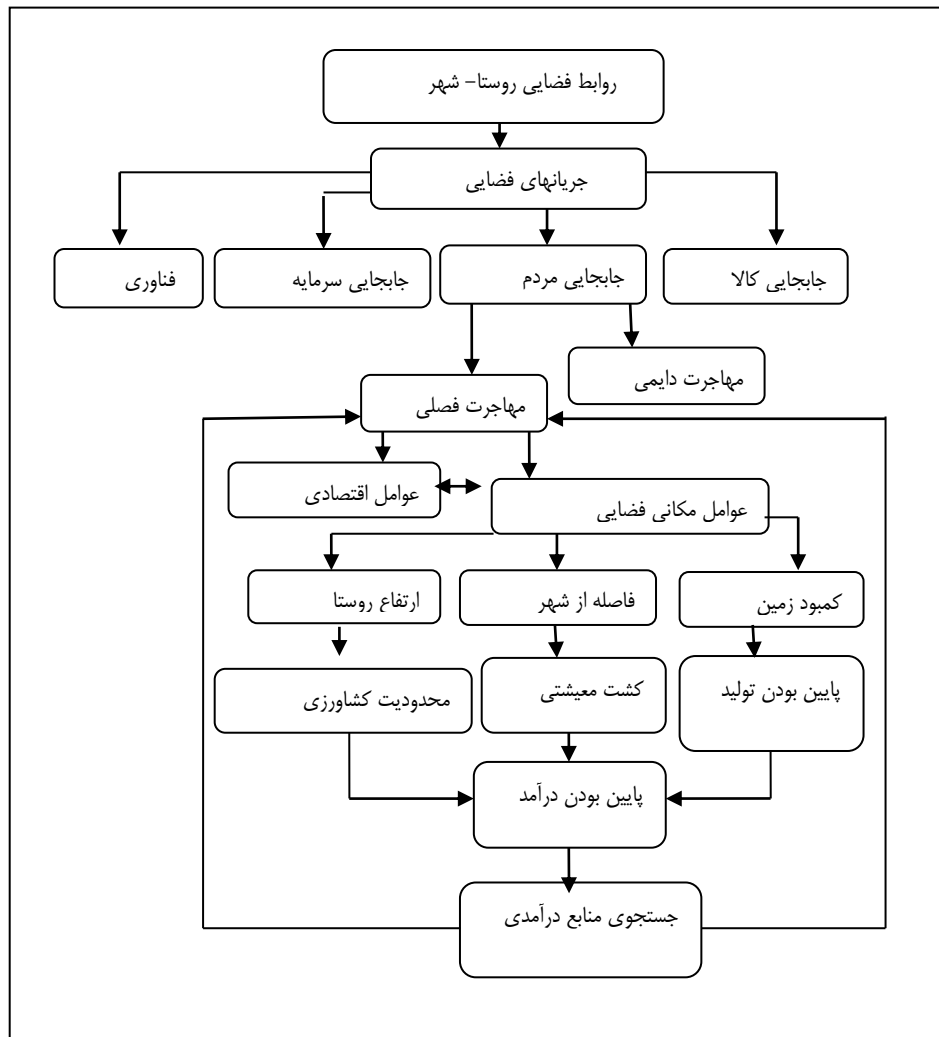 روابط فضایی روستا– شهر
جریانهای فضایی
جابجایی کالا
جابجایی مردم
جابجایی سرمایه
فناوری
مهاجرت دایمی
مهاجرت فصلی
عوامل اقتصادی
عوامل مکانی فضایی
کمبود زمین
فاصله از شهر
ارتفاع روستا
پایین بودن تولید
کشت معیشتی
محدودیت کشاورزی
پایین بودن درآمد
جستجوی منابع درآمدی